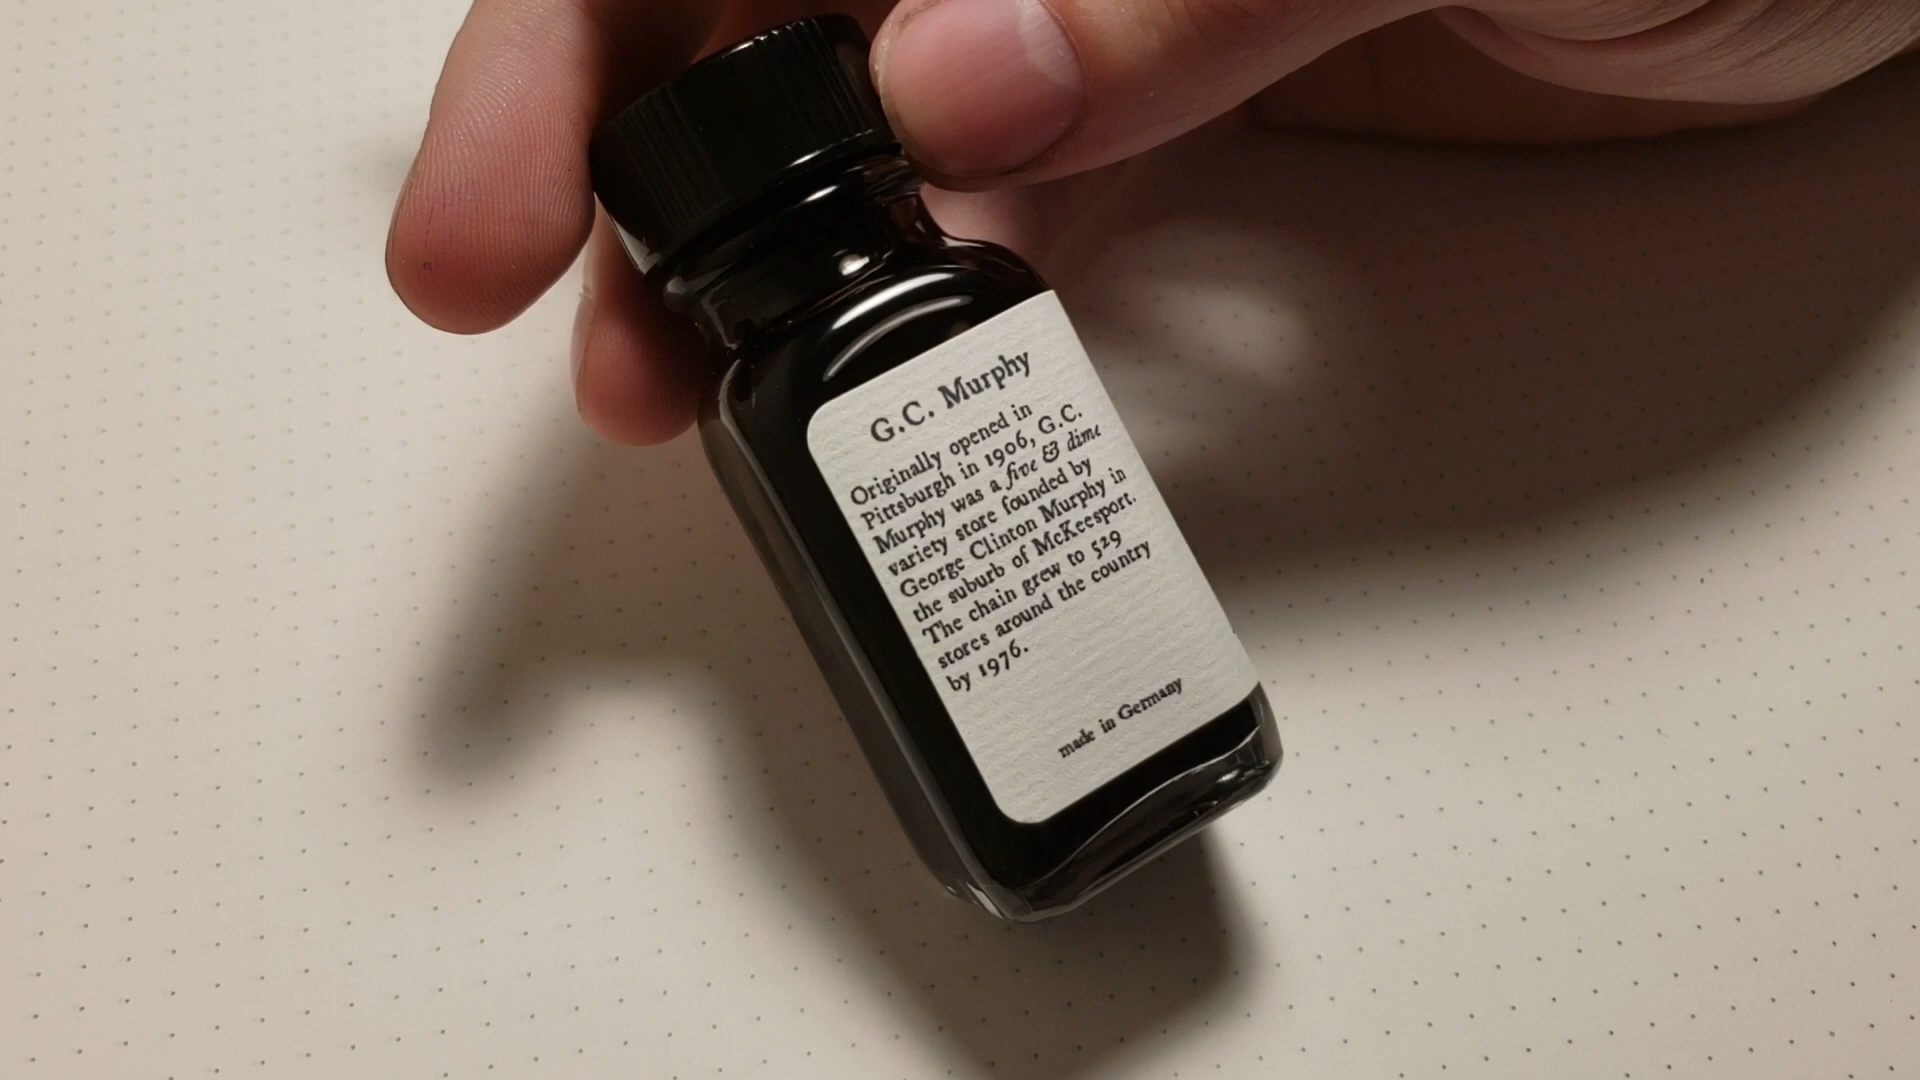 G.C. Murphy
Originally opened in
Pittsburgh in 1906, G.C.
Murphy was a five & dime
variety store founded by
George Clinton Murphy in
the suburb of McKeesport.
The chain grew to 529
stores around the country
by 1976.
made in Germany